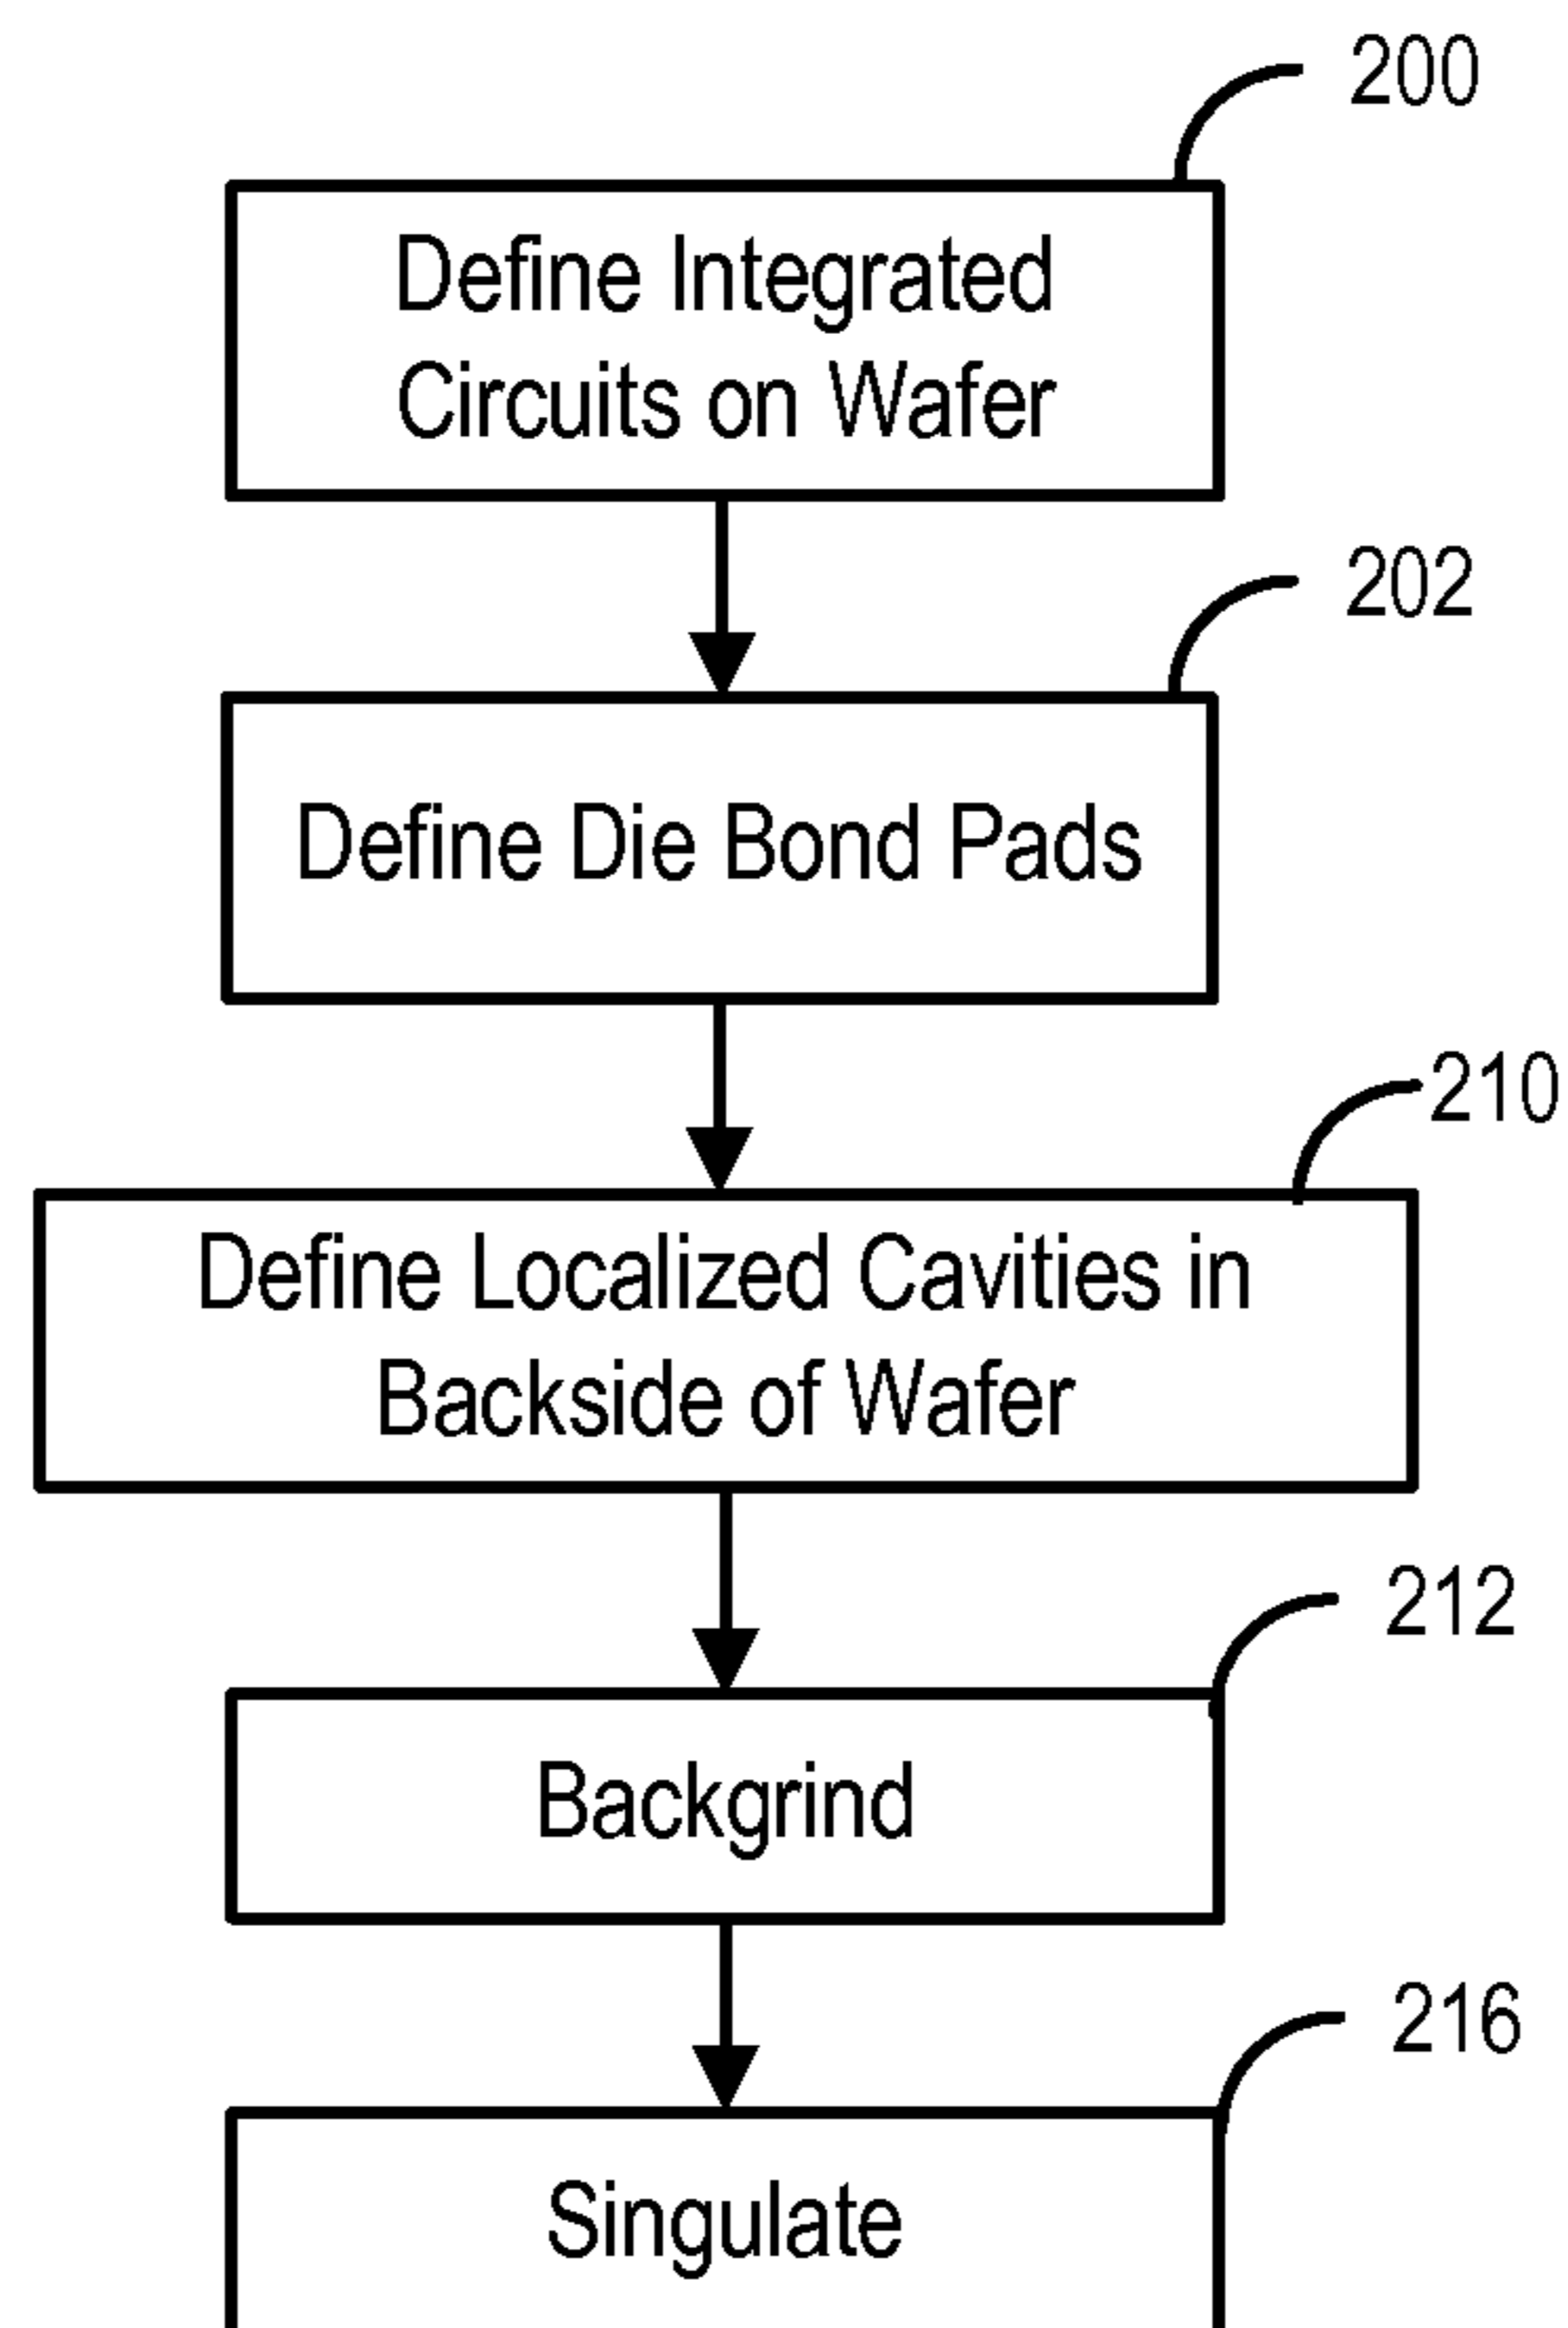 200
Define Integrated
Circuits on Wafer
202
Define Die Bond Pads
210
Define Localized Cavities in
Backside of Wafer
212
Backgrind
216
Singulate